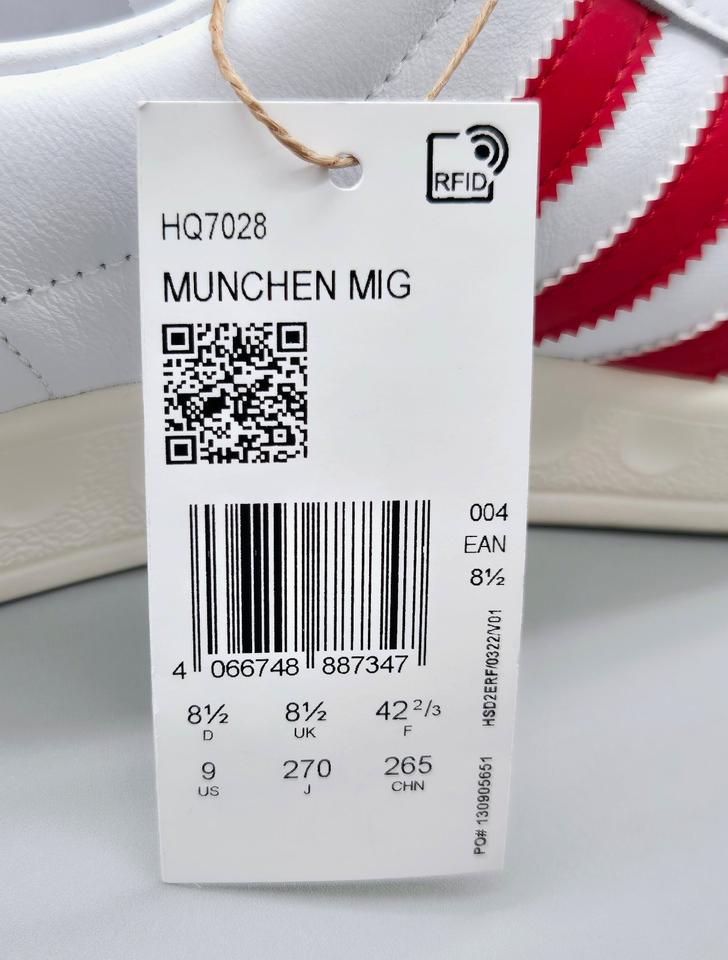 RFID
HQ7028
MUNCHEN MIG
004
EAN
8½
4 066748 887347
HSD2ERF/0322/V01
8½ 8½ 42 2/3
D UK F
9 270 265
US J CHN
PO# 130905651